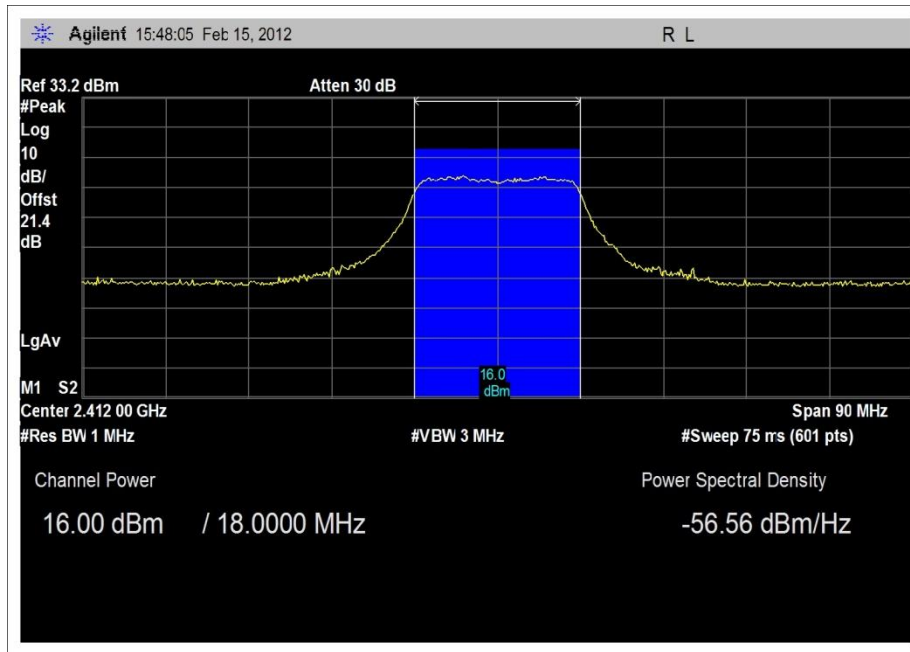 Agilent 15:48:05 Feb 15, 2012 R L
Ref 33.2 dBm Atten 30 dB
#Peak
Log
10
dB/
Offst
21.4
dB
LgAv
16.0
dBm
M1 S2
Center 2.412 00 GHz Span 90 MHz
#Res BW 1 MHz #VBW 3 MHz #Sweep 75 ms (601 pts)
Channel Power Power Spectral Density
16.00 dBm / 18.0000 MHz -56.56 dBm/Hz